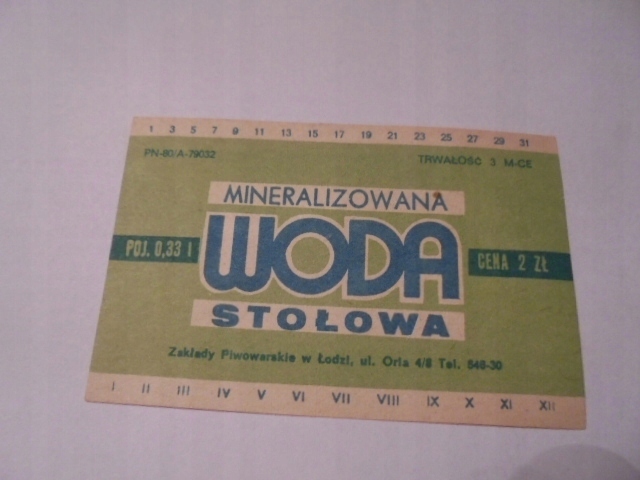 1 3 5 7 9 11 13 15 17 19 21 23 25 27 29 31
PN-80/A-79032 TRWAŁOŚĆ 3 M-CE
MINERALIZOWANA
POJ. 0,33 l WODA CENA 2 ZŁ
STOŁOWA
Zakłady Piwowarskie w Łodzi, ul. Orla 4/8 Tel. 548-30
I II III IV V VI VII VIII IX X XI XII